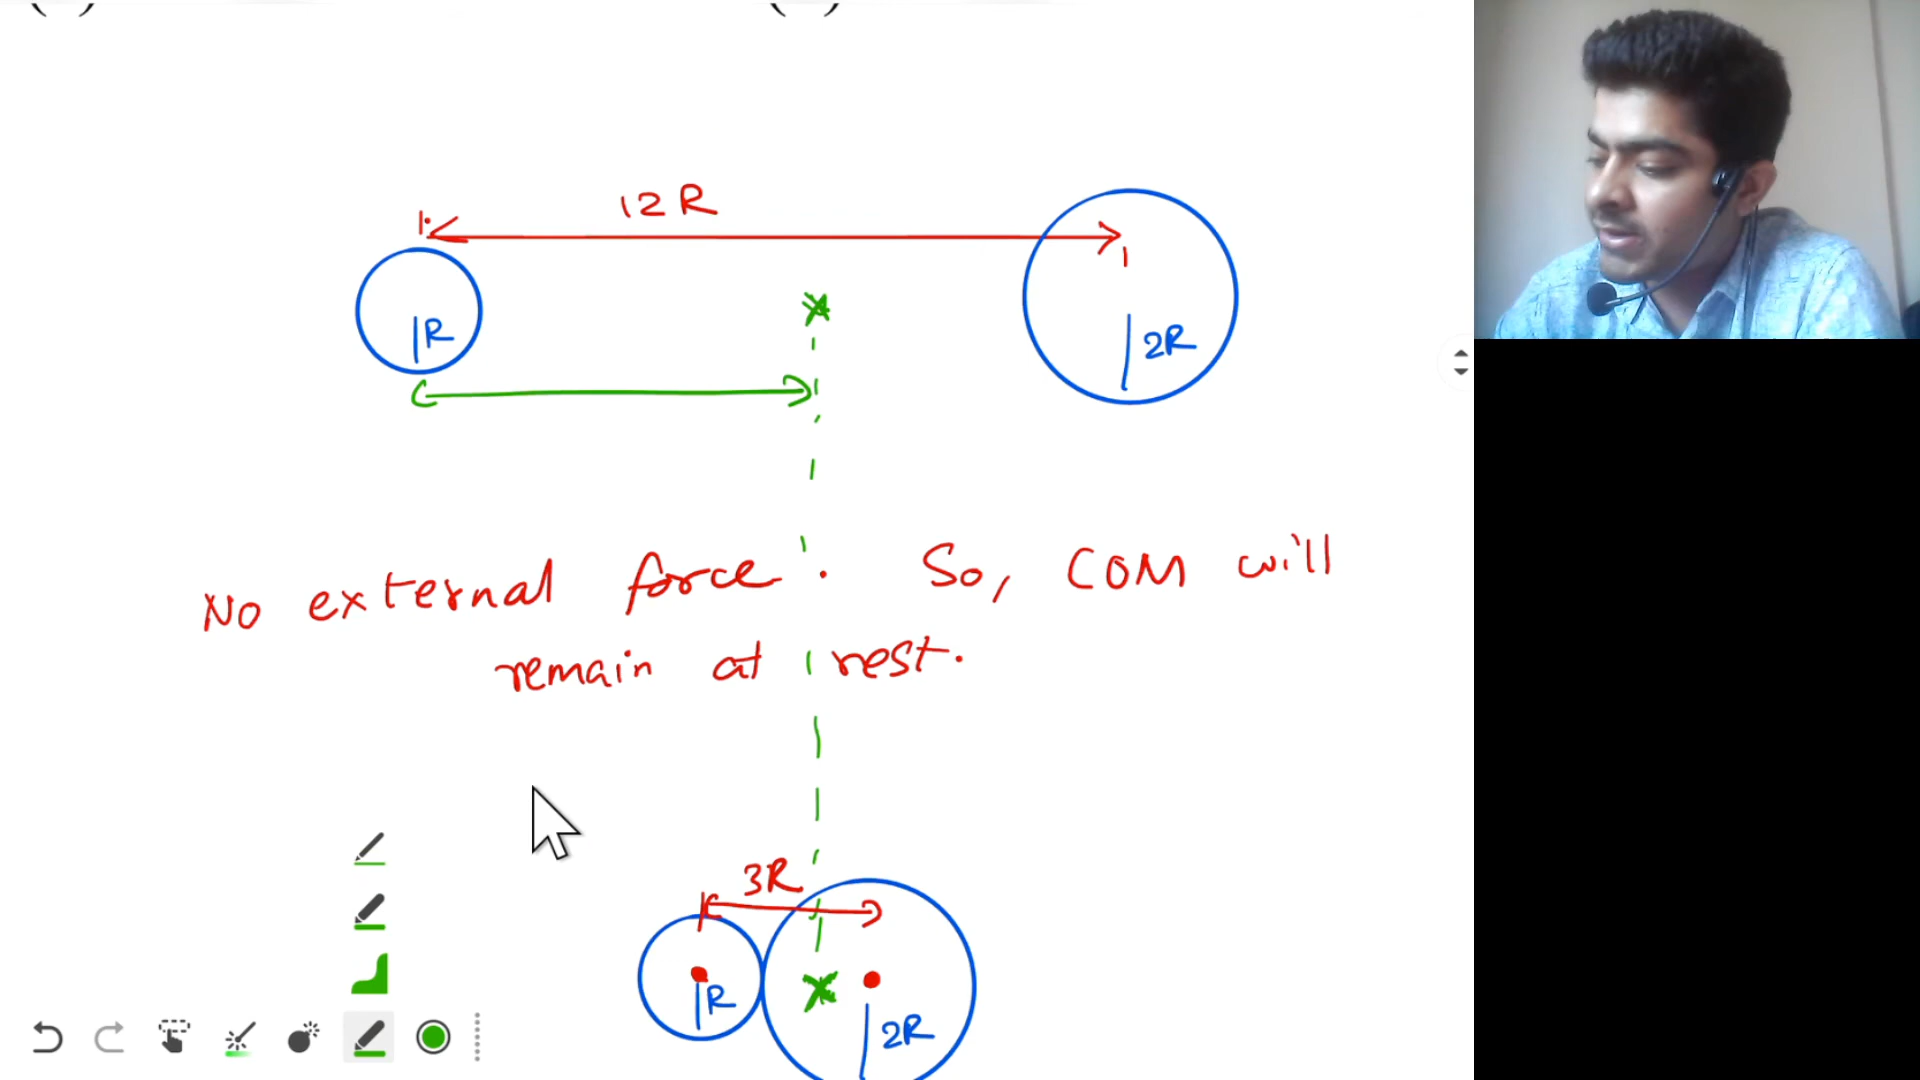 12R
R
2R
No external force. So, COM will
remain at rest.
3R
R
2R